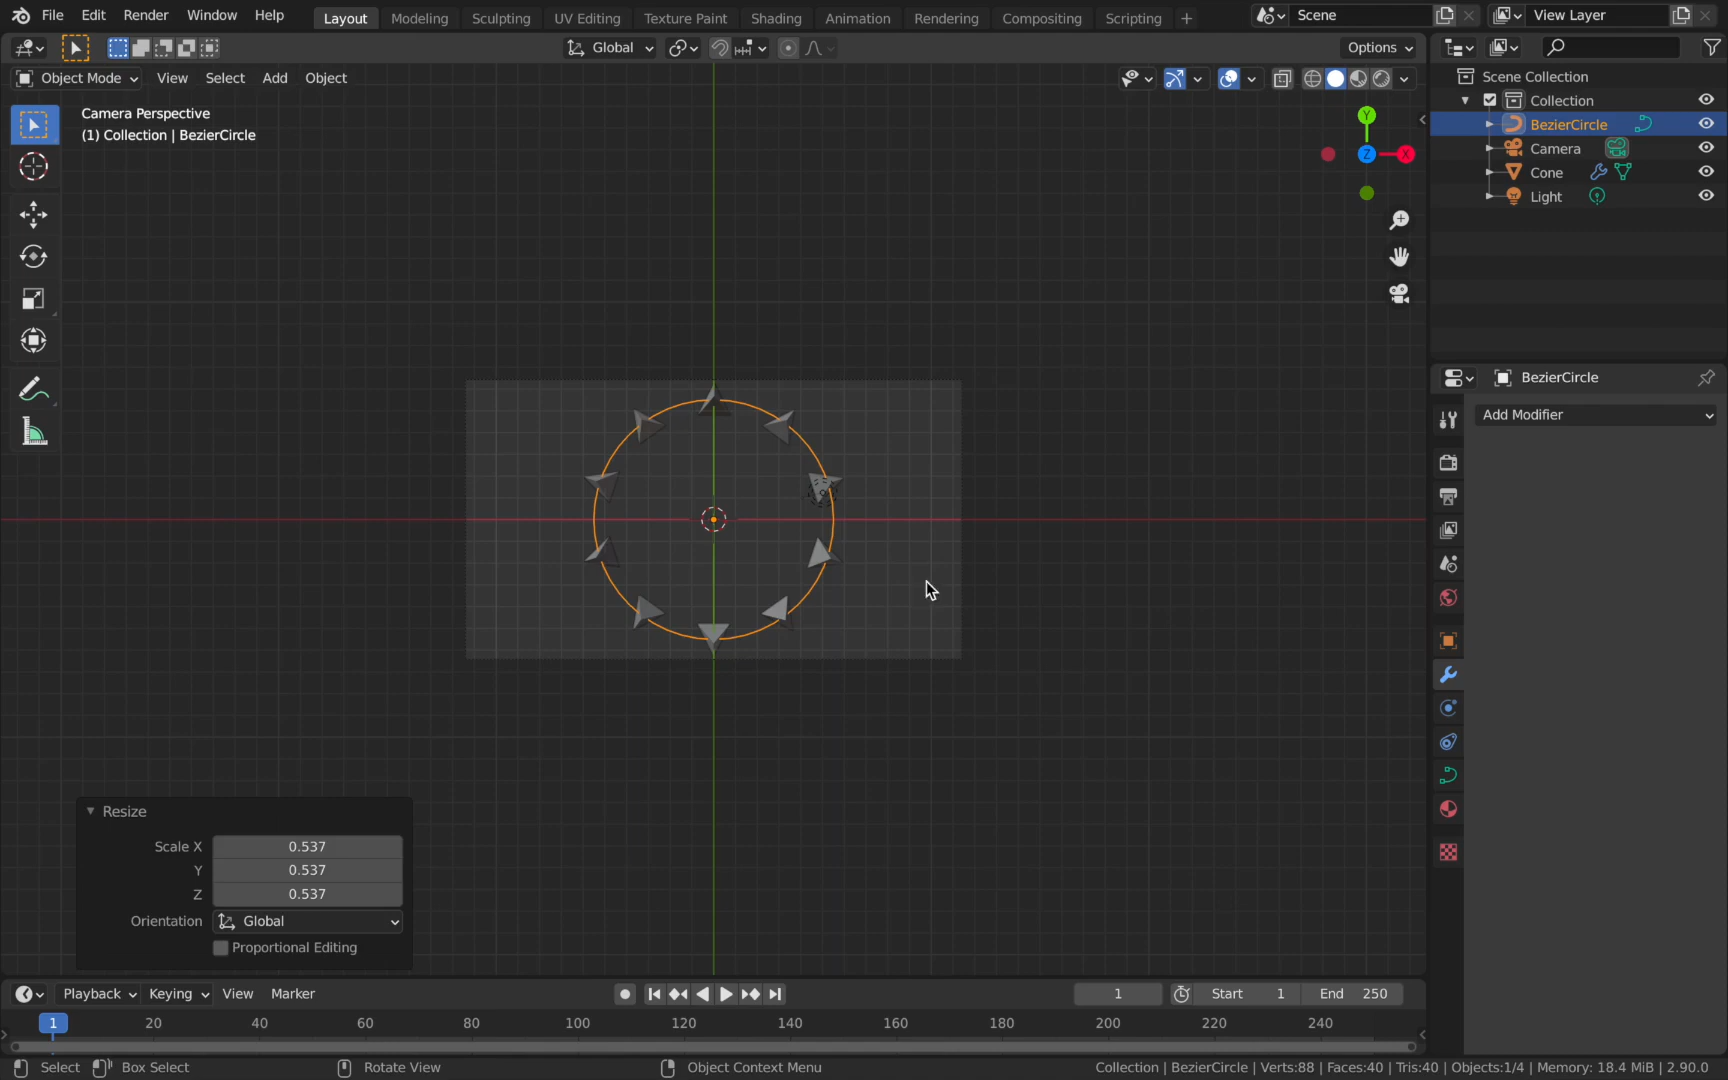 File Edit Render Window Help Layout Modeling Sculpting UV Editing Texture Paint Shading Animation Rendering Compositing Scripting + Scene View Layer
Global Options
Object Mode View Select Add Object
Scene Collection
Collection
BezierCircle
Camera
Cone
Light
Camera Perspective
(1) Collection | BezierCircle
Y
Z X
BezierCircle
Add Modifier
Resize
Scale X 0.537
Y 0.537
Z 0.537
Orientation Global
Proportional Editing
Playback Keying View Marker 1 Start 1 End 250
1 20 40 60 80 100 120 140 160 180 200 220 240
Select Box Select Rotate View Object Context Menu Collection | BezierCircle | Verts:88 | Faces:40 | Tris:40 | Objects:1/4 | Memory: 18.4 MiB | 2.90.0